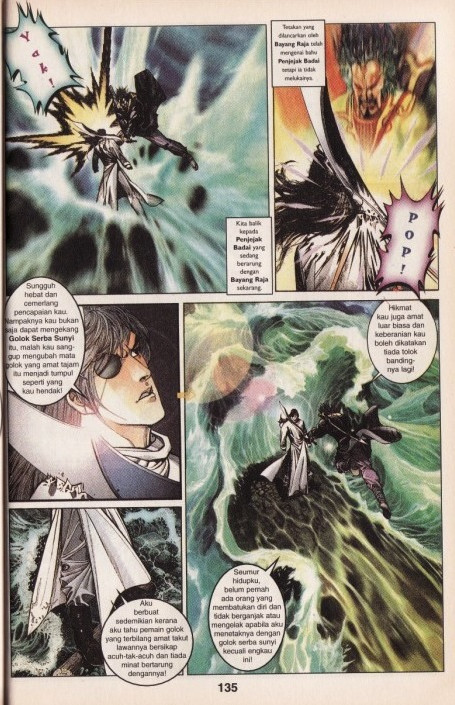 Yak!
Tetakan yang
dilancarkan oleh
Bayang Raja telah
mengenai bahu
Penjejak Badai
tetapi ia tidak
melukainya.
Kita balik
kepada
Penjejak
Badai yang
sedang
berarung
dengan
Bayang Raja
sekarang.
POP!
Sungguh
hebat dan
cemerlang
pencapaian kau.
Nampaknya kau bukan
saja dapat mengekang
Golok Serba Sunyi
itu, malah kau sang-
gup mengubah mata
golok yang amat tajam
itu menjadi tumpul
seperti yang
kau hendak!
Hikmat
kau juga amat
luar biasa dan
keberanian kau
boleh dikatakan
tiada tolok
banding-
nya lagi!
Aku
berbuat
sedemikian kerana
aku tahu pemain golok
yang terbilang amat takut
lawannya bersikap
acuh-tak-acuh dan tiada
minat bertarung
dengannya!
Seumur
hidupku,
belum pernah
ada orang yang
membatukan diri dan
tidak berganjak atau
mengelak apabila aku
menetaknya dengan
golok serba sunyi
kecuali engkau
ini!
135